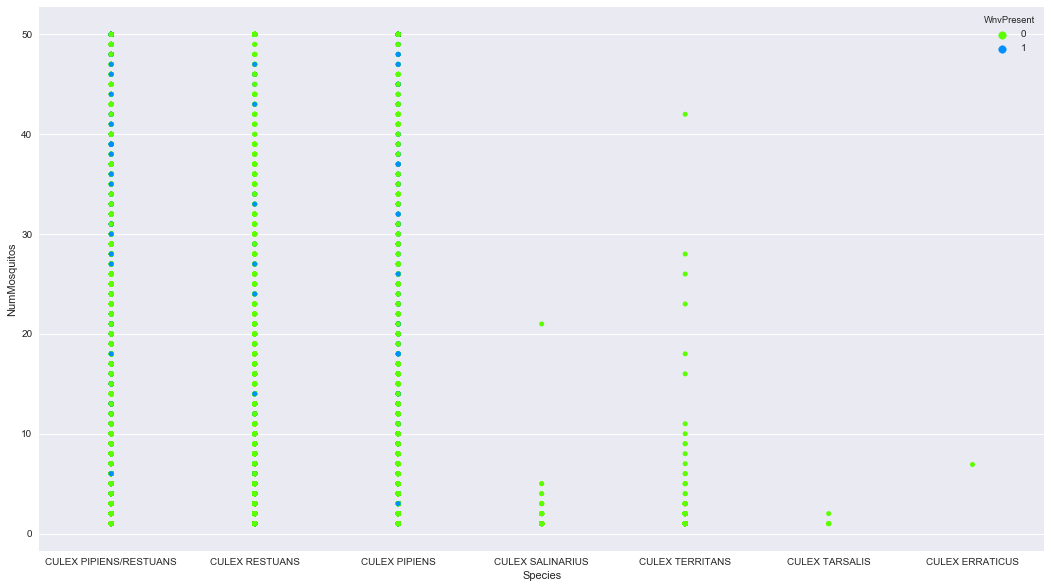 WnvPresent
0
1
50
40
30
20
10
0
NumMosquitos
CULEX PIPIENS/RESTUANS CULEX RESTUANS CULEX PIPIENS CULEX SALINARIUS CULEX TERRITANS CULEX TARSALIS CULEX ERRATICUS
Species